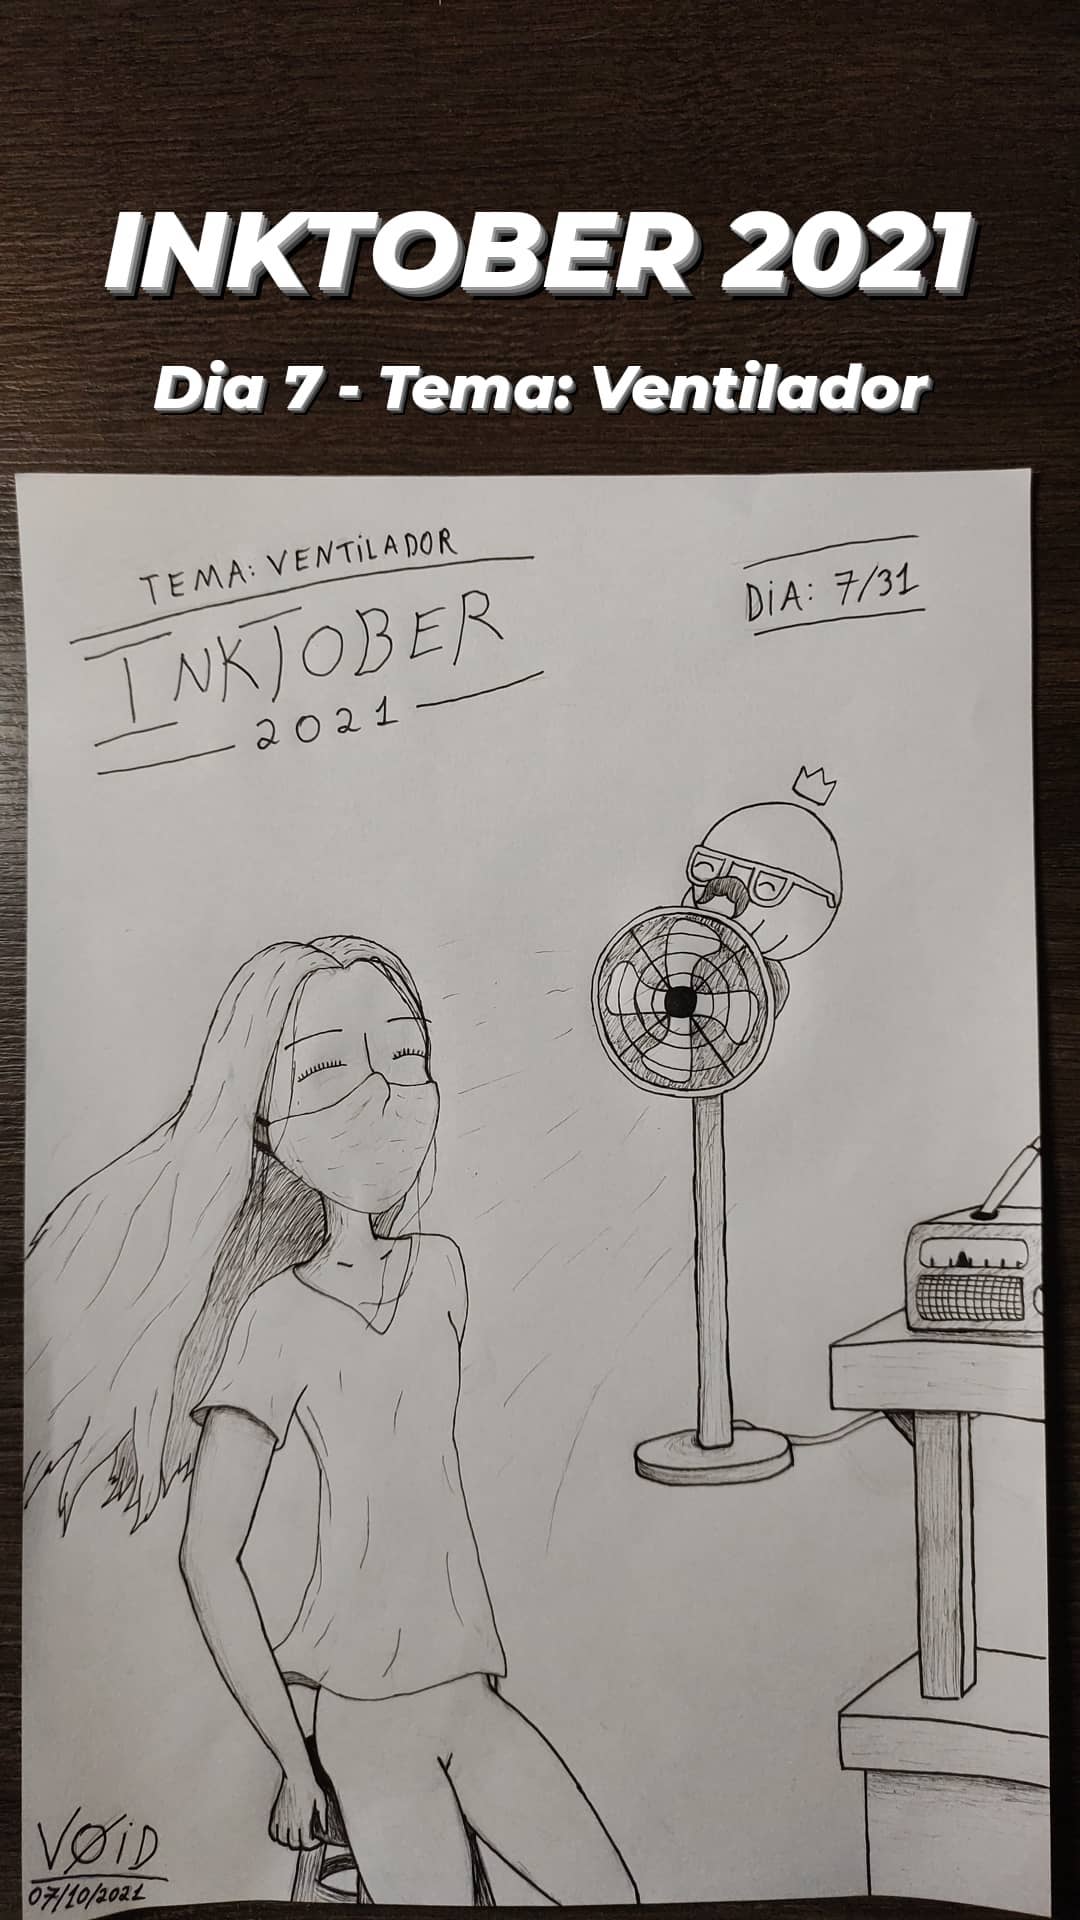 INKTOBER 2021
Dia 7 - Tema: Ventilador
TEMA: VENTiLADOR
INKTOBER
2021
DiA: 7/31
VØiD
07/10/2021